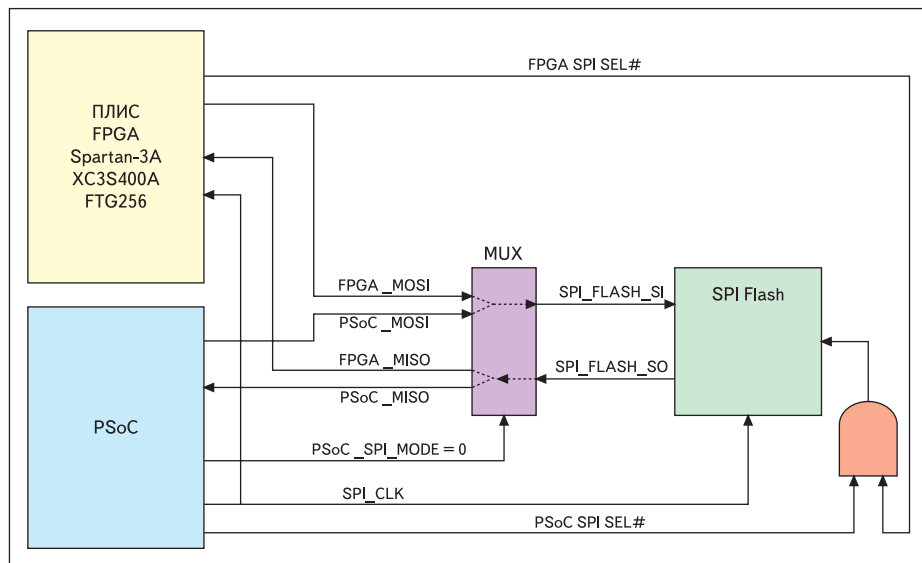 FPGA SPI SEL#
ПЛИС
FPGA
Spartan-3A
XC3S400A
FTG256
MUX
FPGA _MOSI
SPI_FLASH_SI
SPI Flash
PSoC _MOSI
FPGA _MISO
SPI_FLASH_SO
PSoC _MISO
PSoC
PSoC _SPI_MODE = 0
SPI_CLK
PSoC SPI SEL#